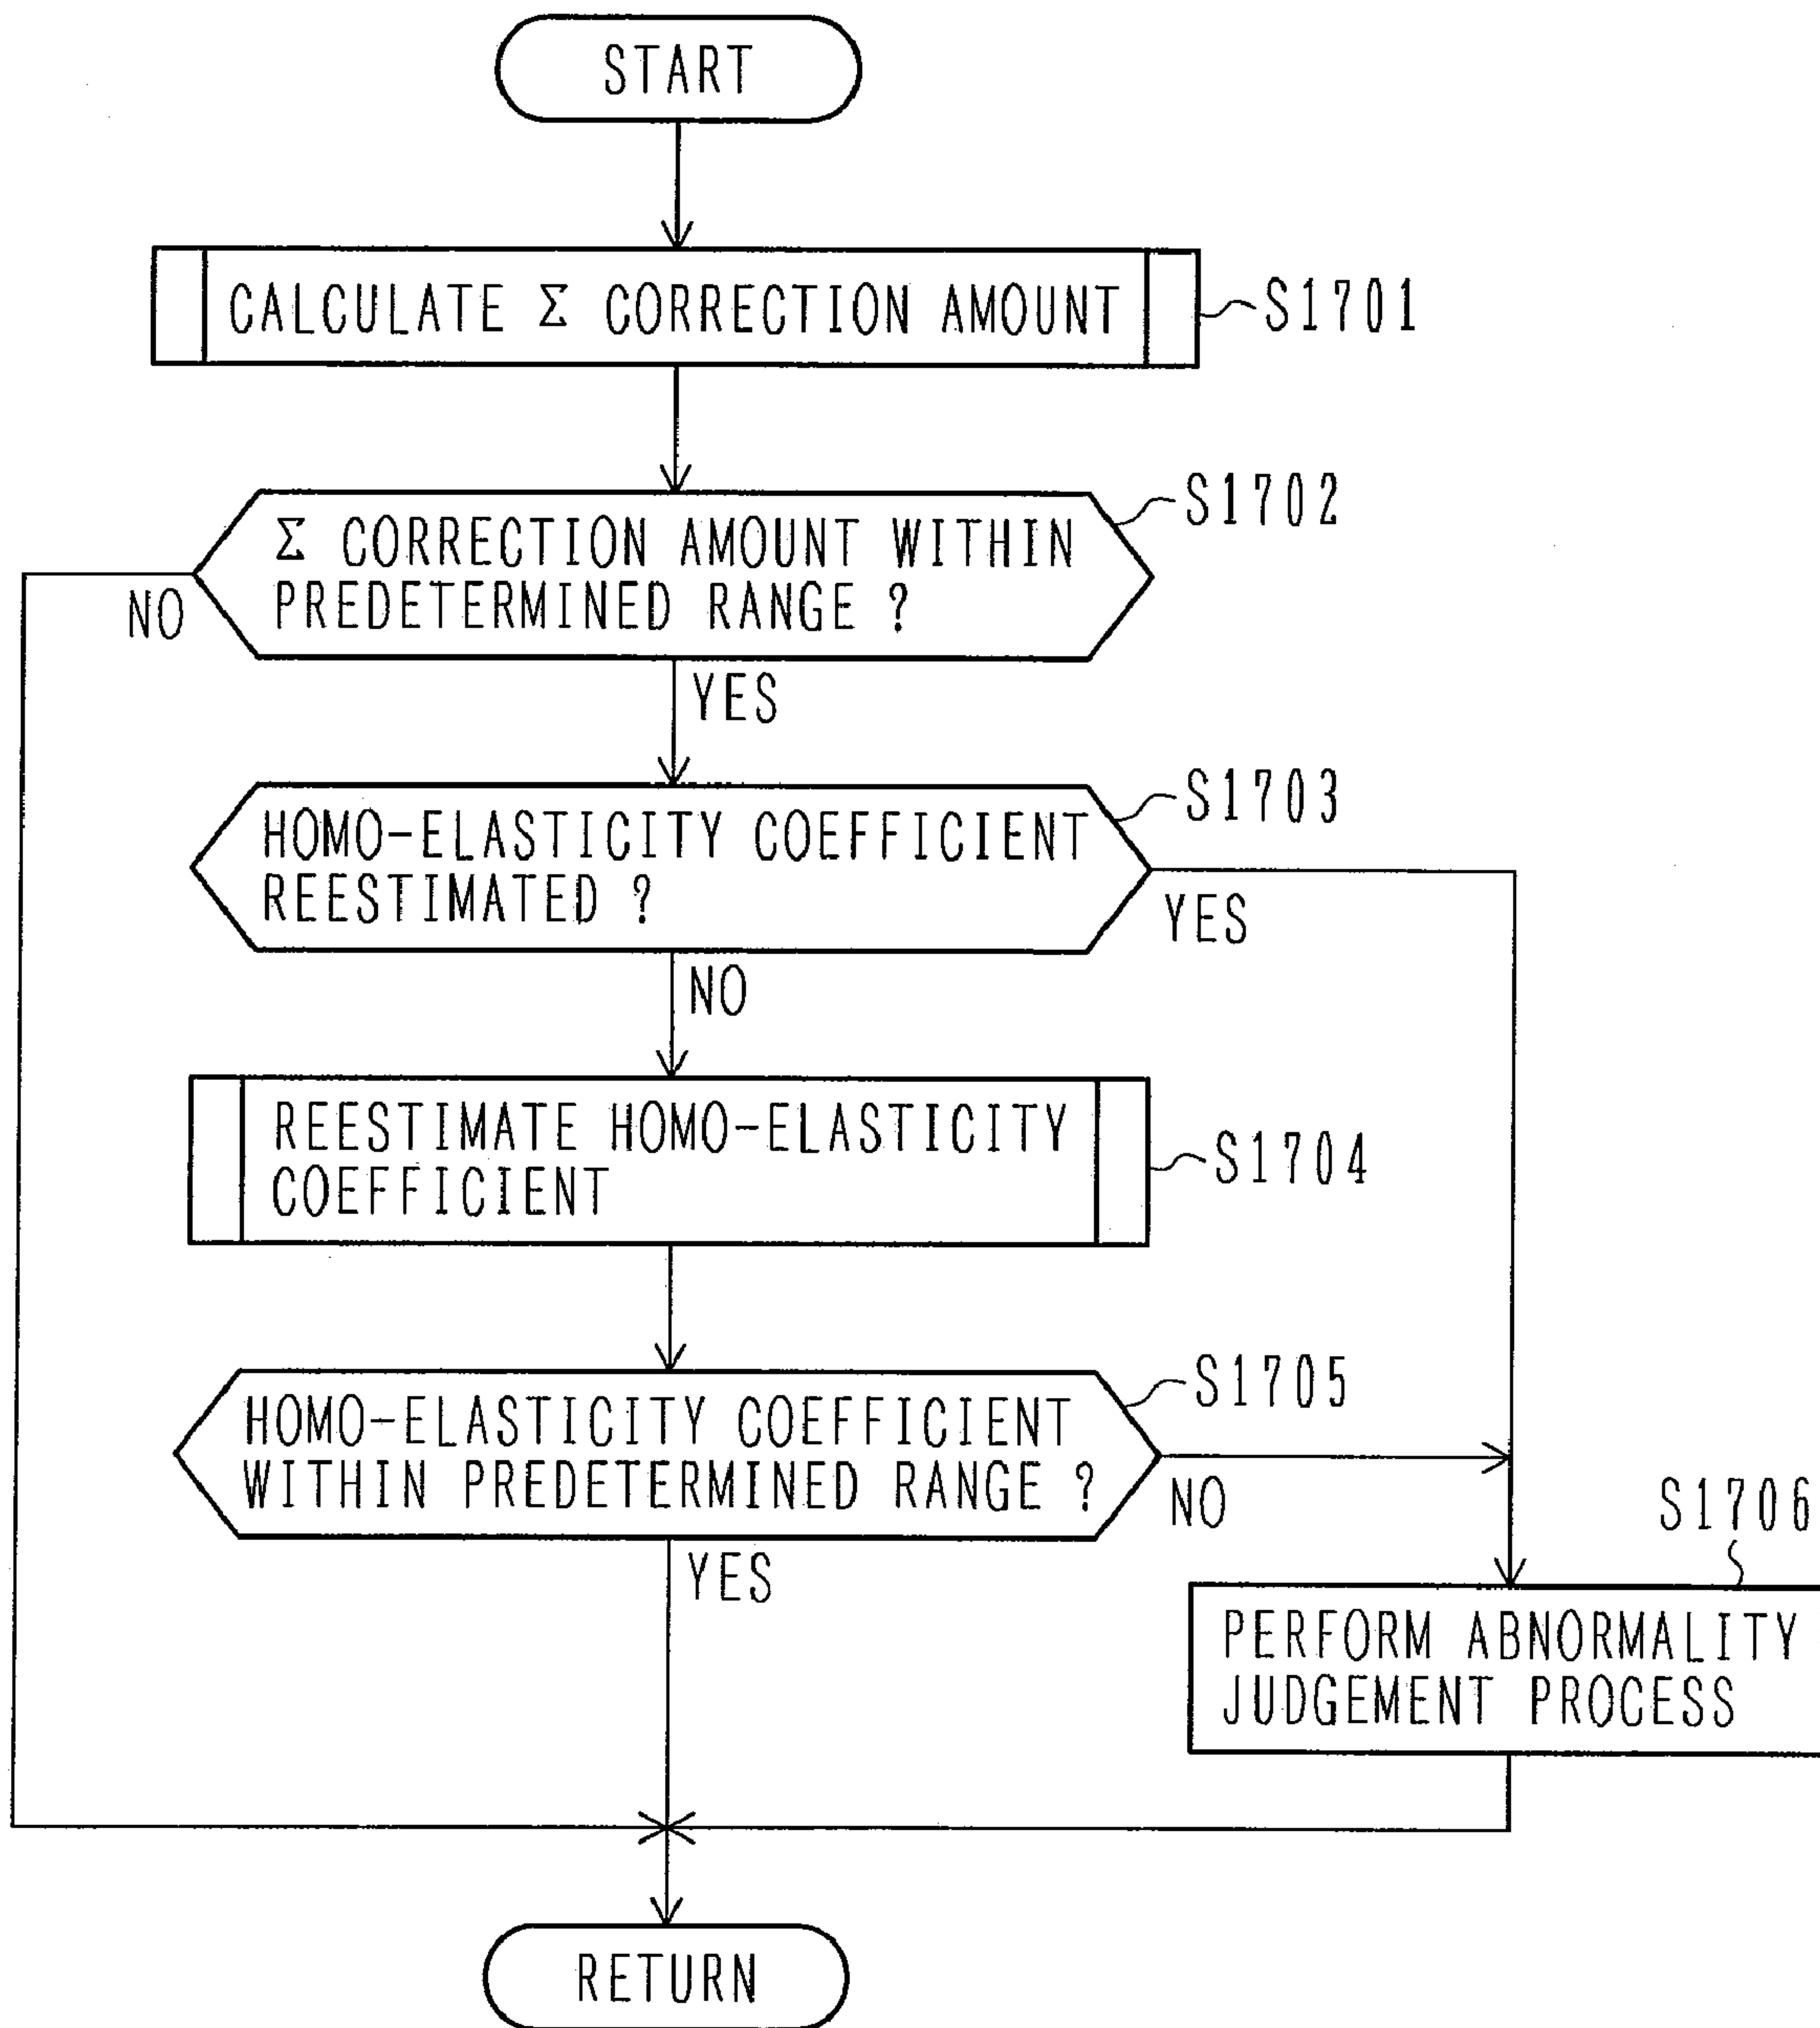 START
CALCULATE Σ CORRECTION AMOUNT
S1701
Σ CORRECTION AMOUNT WITHIN
PREDETERMINED RANGE ?
S1702
NO
YES
HOMO-ELASTICITY COEFFICIENT
REESTIMATED ?
S1703
YES
NO
REESTIMATE HOMO-ELASTICITY
COEFFICIENT
S1704
HOMO-ELASTICITY COEFFICIENT
WITHIN PREDETERMINED RANGE ?
S1705
NO
YES
S1706
PERFORM ABNORMALITY
JUDGEMENT PROCESS
RETURN